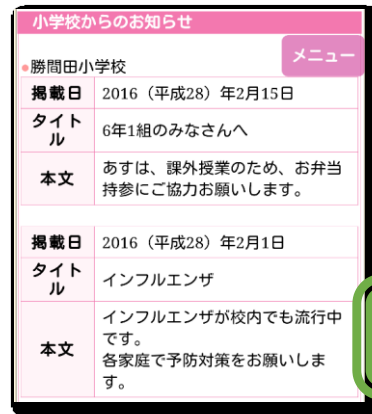 小学校からのお知らせ
メニュー
●勝間田小学校
掲載日 2016（平成28）年2月15日
タイト
ル
6年1組のみなさんへ
本文
あすは、課外授業のため、お弁当
持参にご協力お願いします。
掲載日 2016（平成28）年2月1日
タイト
ル
インフルエンザ
本文
インフルエンザが校内でも流行中
です。
各家庭で予防対策をお願いしま
す。